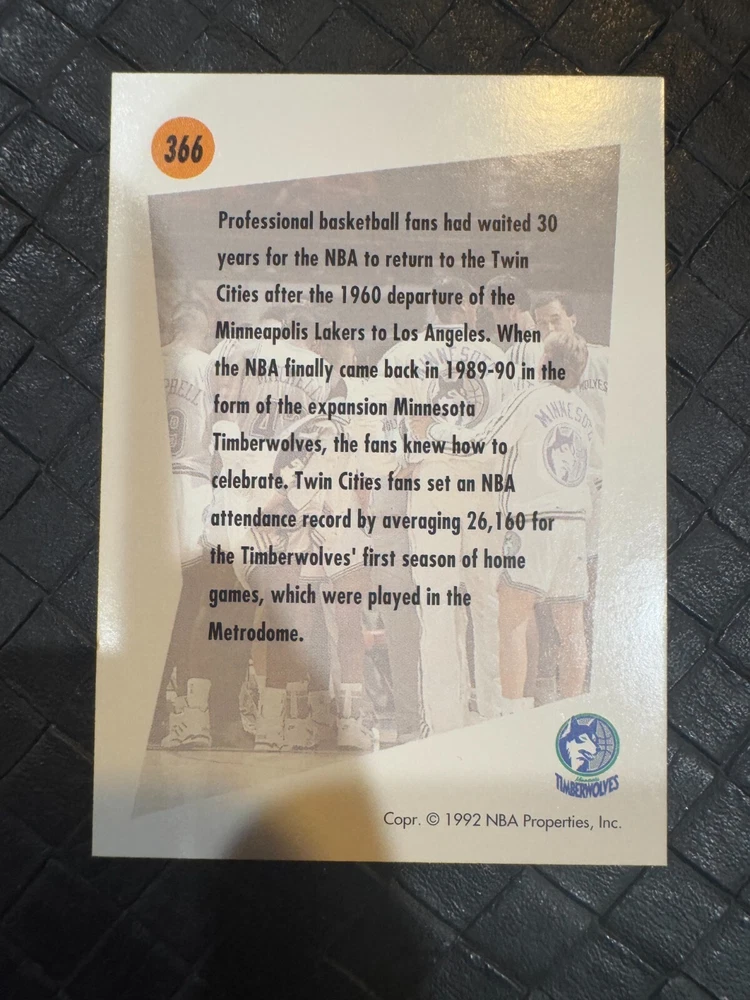 366
Professional basketball fans had waited 30
years for the NBA to return to the Twin
Cities after the 1960 departure of the
Minneapolis Lakers to Los Angeles. When
the NBA finally came back in 1989-90 in the
form of the expansion Minnesota
Timberwolves, the fans knew how to
celebrate. Twin Cities fans set an NBA
attendance record by averaging 26,160 for
the Timberwolves' first season of home
games, which were played in the
Metrodome.
MINNESOTA
Minnesota
TIMBERWOLVES
Copr. © 1992 NBA Properties, Inc.